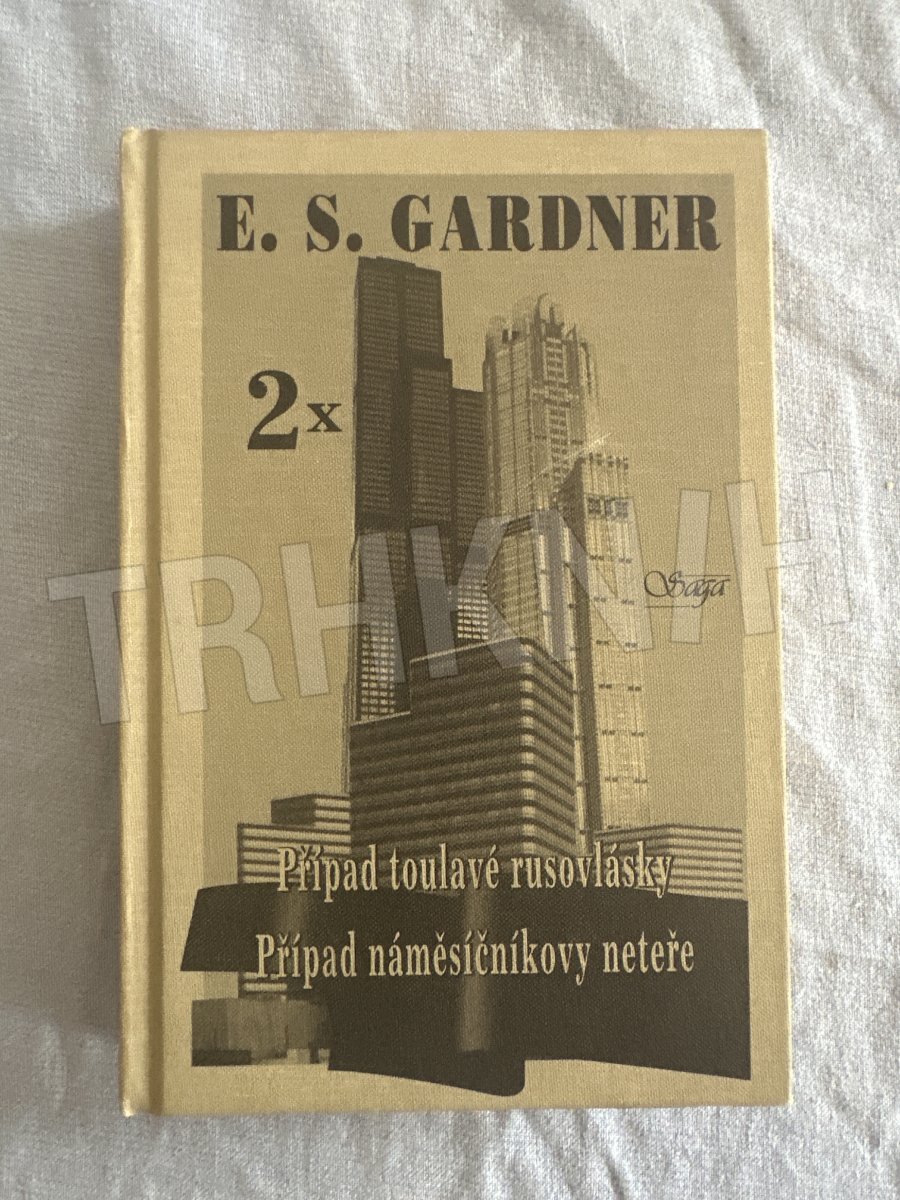 E. S. GARDNER
2x
Saga
TRHKNIH
Případ toulavé rusovlásky
Případ náměsíčníkovy neteře